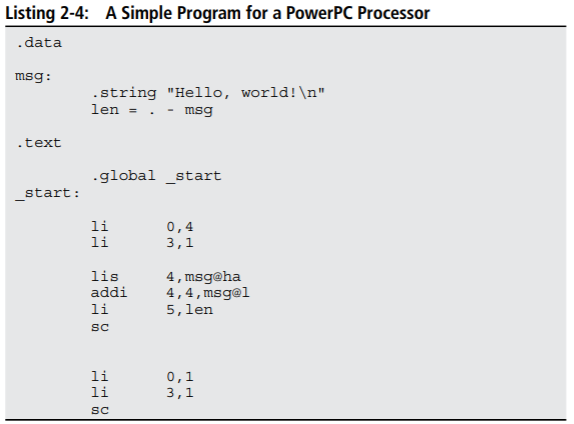 Listing 2-4: A Simple Program for a PowerPC Processor
.data
msg:
.string "Hello, world!\n"
len = . - msg
.text
.global _start
_start:
li 0,4
li 3,1
lis 4,msg@ha
addi 4,4,msg@l
li 5,len
sc
li 0,1
li 3,1
sc